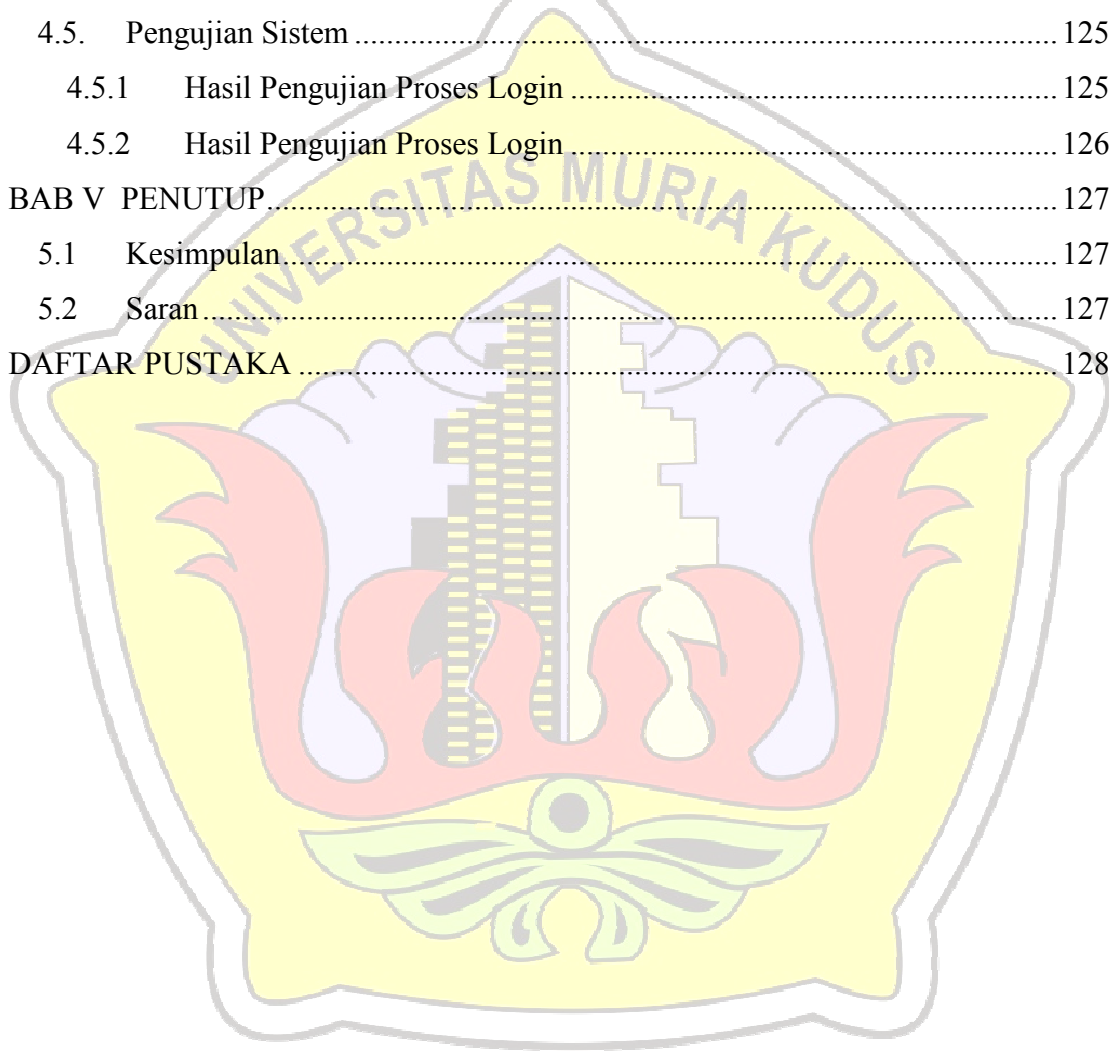 4.5. Pengujian Sistem ........................................................................ 125
4.5.1 Hasil Pengujian Proses Login ........................................................ 125
4.5.2 Hasil Pengujian Proses Login ........................................................ 126
BAB V PENUTUP ........................................................................ 127
5.1 Kesimpulan ........................................................................ 127
5.2 Saran ........................................................................ 127
DAFTAR PUSTAKA ........................................................................ 128
UNIVERSITAS MURIA KUDUS